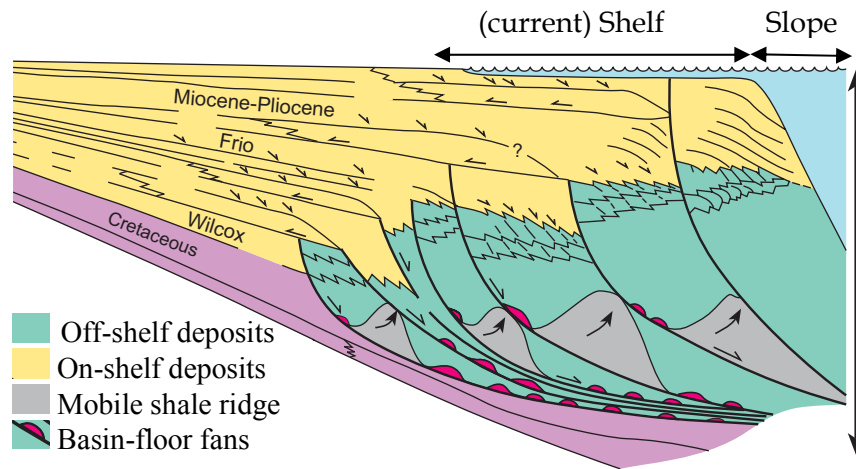 (current) Shelf
Slope
Miocene-Pliocene
Frio
?
Wilcox
Cretaceous
Off-shelf deposits
On-shelf deposits
Mobile shale ridge
Basin-floor fans